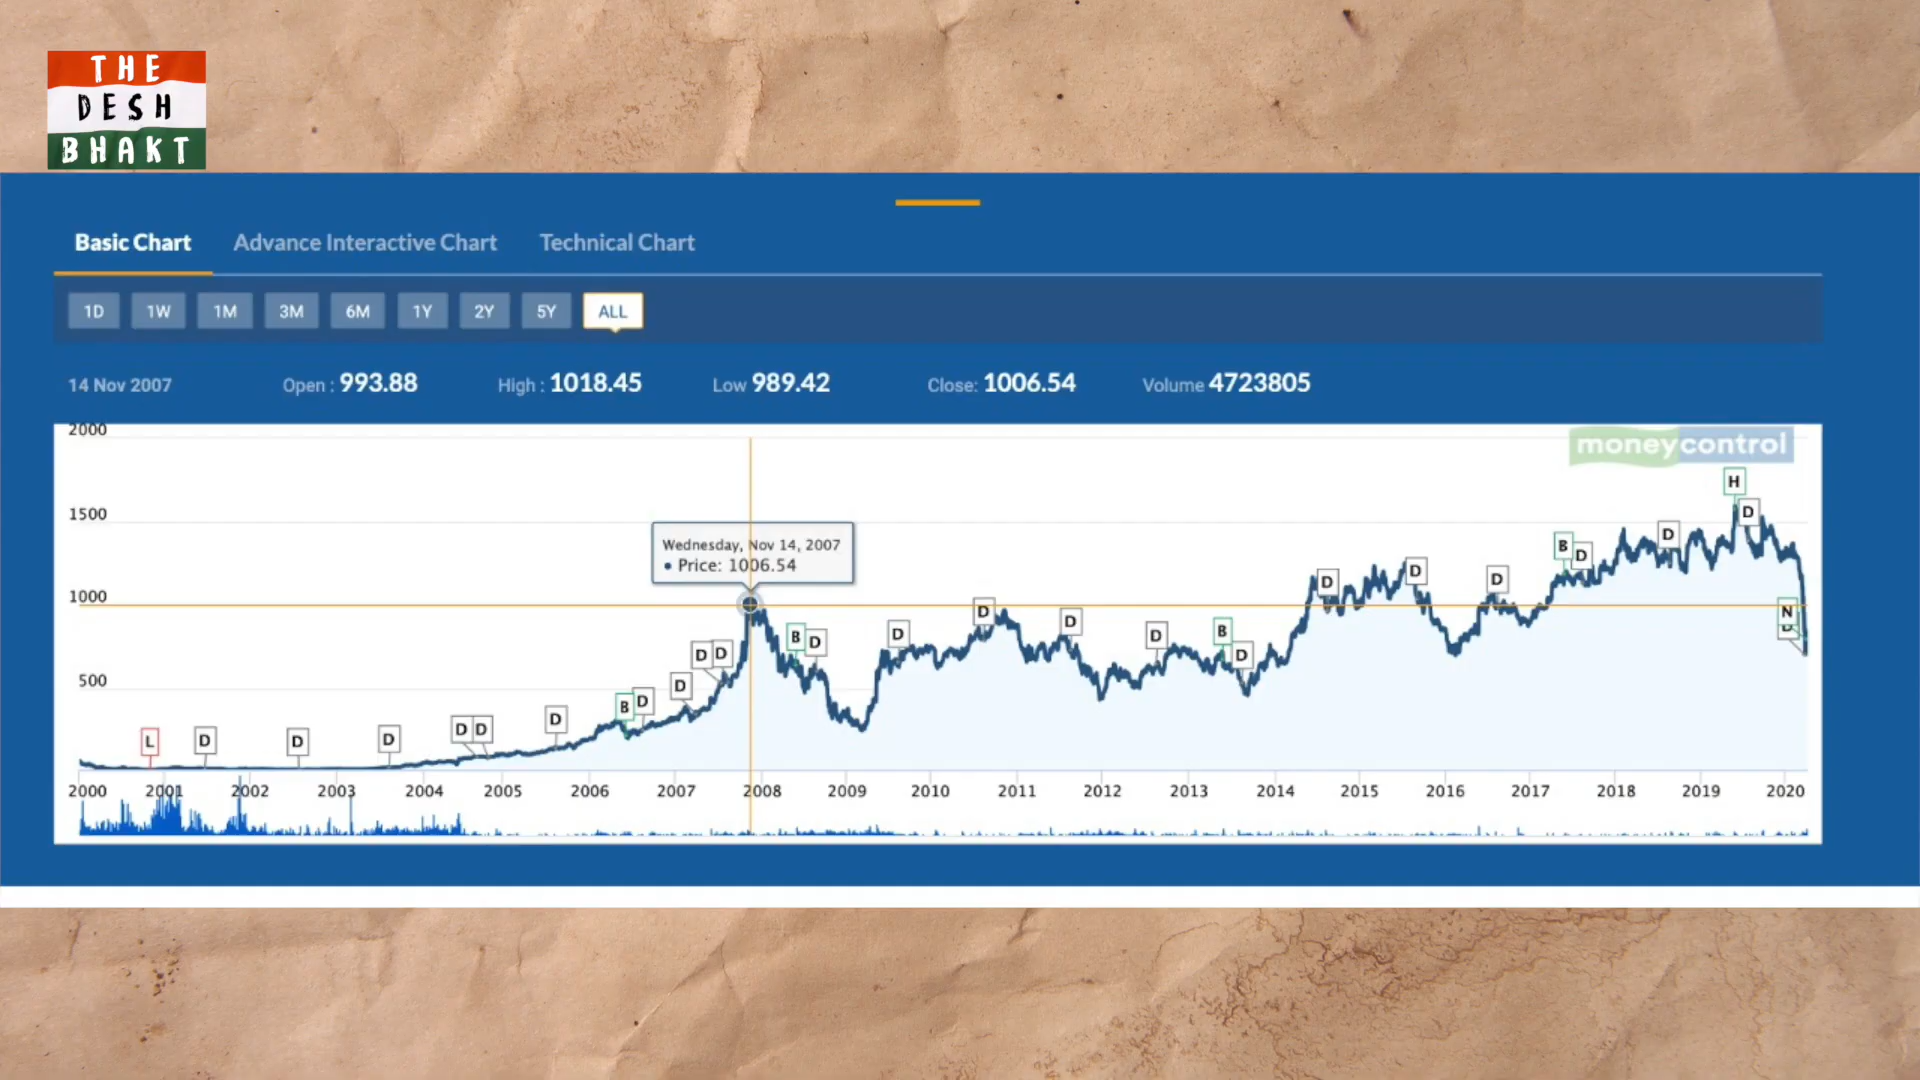 THE
DESH
BHAKT
Basic Chart Advance Interactive Chart Technical Chart
1D 1W 1M 3M 6M 1Y 2Y 5Y ALL
14 Nov 2007 Open : 993.88 High : 1018.45 Low 989.42 Close: 1006.54 Volume 4723805
2000
moneycontrol
H
1500 D
Wednesday, Nov 14, 2007
Price: 1006.54
D
B D
D D D
1000
D D D B D B D D N D
D D B D D
500
D
B D
D
L D D D D D
2000 2001 2002 2003 2004 2005 2006 2007 2008 2009 2010 2011 2012 2013 2014 2015 2016 2017 2018 2019 2020